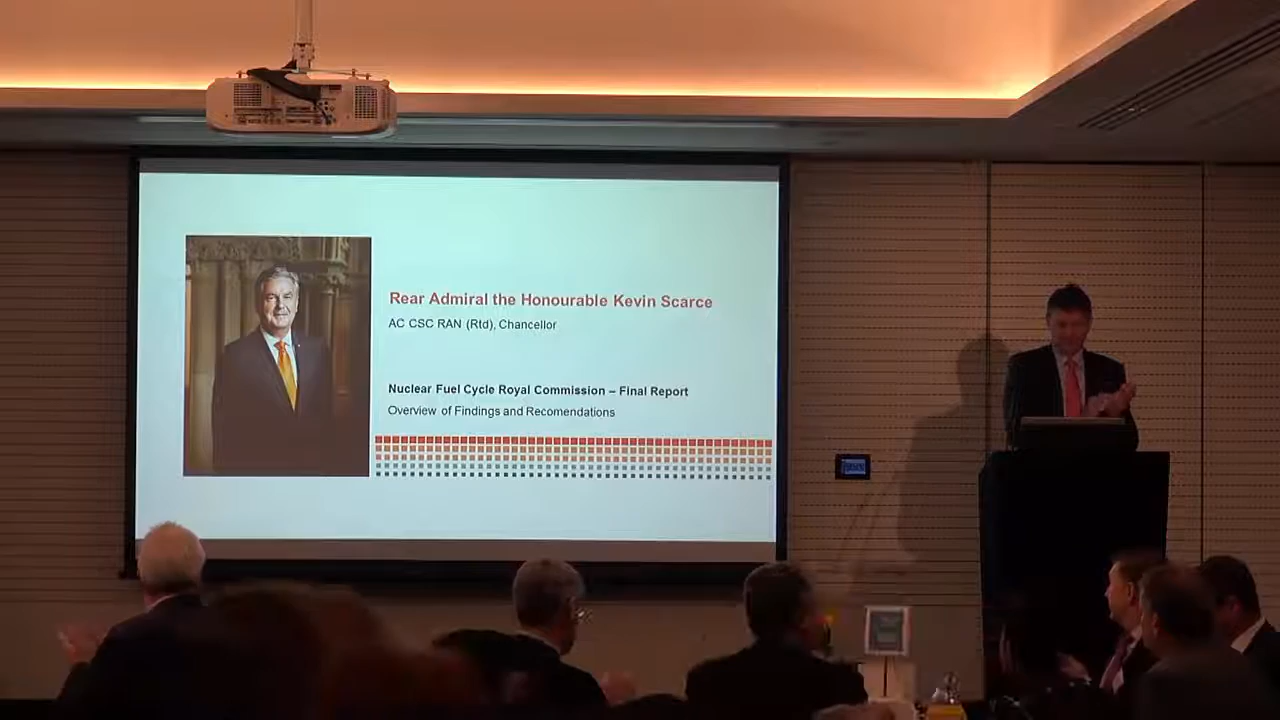 Rear Admiral the Honourable Kevin Scarce
AC CSC RAN (Rtd), Chancellor
Nuclear Fuel Cycle Royal Commission – Final Report
Overview of Findings and Recomendations